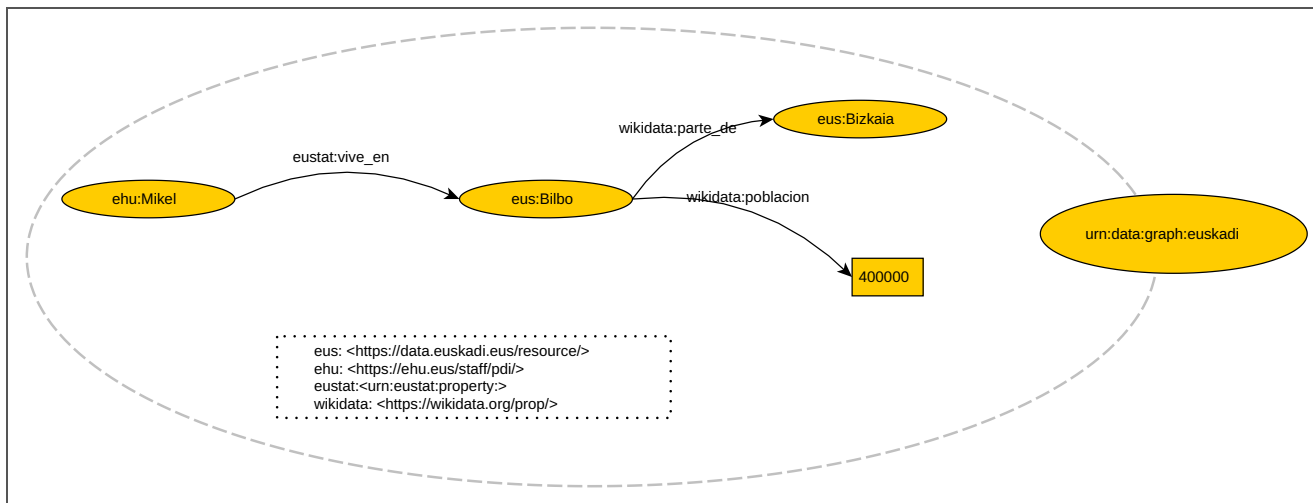 eus:Bizkaia
wikidata:parte_de
eustat:vive_en
ehu:Mikel
eus:Bilbo
wikidata:poblacion
urn:data:graph:euskadi
400000
eus: <https://data.euskadi.eus/resource/>
ehu: <https://ehu.eus/staff/pdi/>
eustat:<urn:eustat:property:>
wikidata: <https://wikidata.org/prop/>